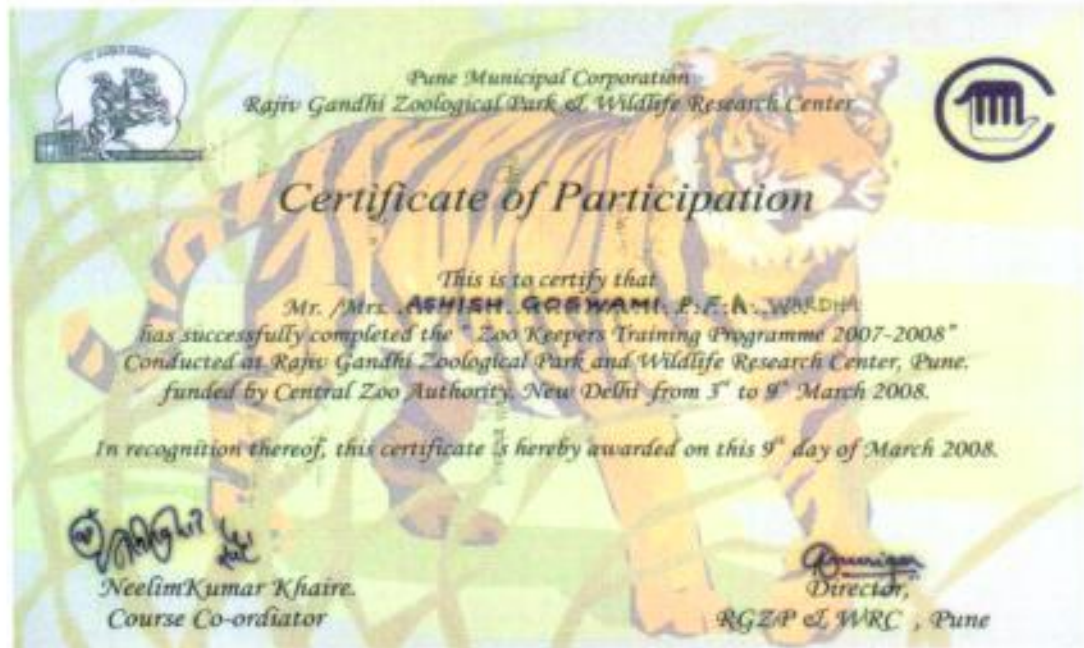 Pune Municipal Corporation
Rajiv Gandhi Zoological Park & Wildlife Research Center
Certificate of Participation
This is to certify that
Mr. /Mrs. ASHISH GOSWAMI P.F.A. WARDHA
has successfully completed the " Zoo Keepers Training Programme 2007-2008"
Conducted at Rajiv Gandhi Zoological Park and Wildlife Research Center, Pune.
funded by Central Zoo Authority, New Delhi from 3rd to 9th March 2008.
In recognition thereof, this certificate is hereby awarded on this 9th day of March 2008.
NeelimKumar Khaire.
Course Co-ordiator
Director,
RGZP & WRC , Pune